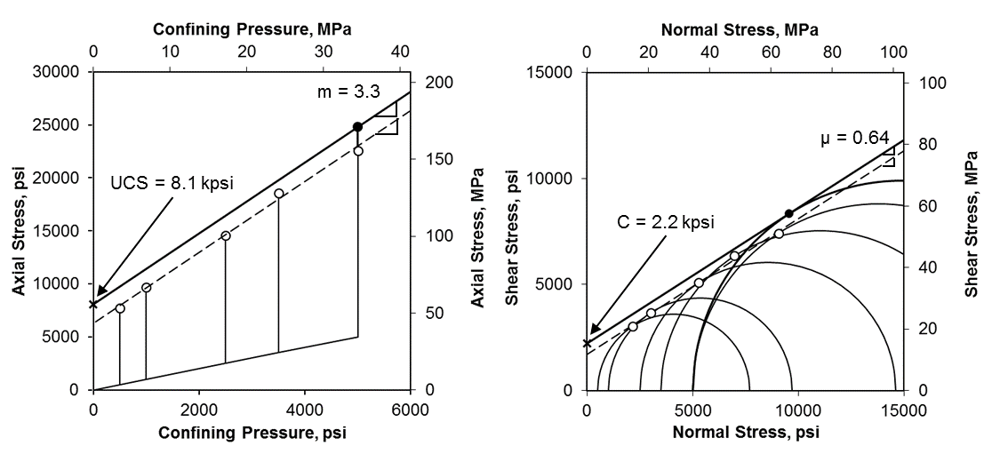 Confining Pressure, MPa
0 10 20 30 40
30000
25000
20000
15000
10000
5000
0
Axial Stress, psi
m = 3.3
UCS = 8.1 kpsi
200
150
100
50
0
Axial Stress, MPa
0 2000 4000 6000
Confining Pressure, psi
Normal Stress, MPa
0 20 40 60 80 100
15000
10000
5000
0
Shear Stress, psi
μ = 0.64
C = 2.2 kpsi
100
80
60
40
20
0
Shear Stress, MPa
0 5000 10000 15000
Normal Stress, psi